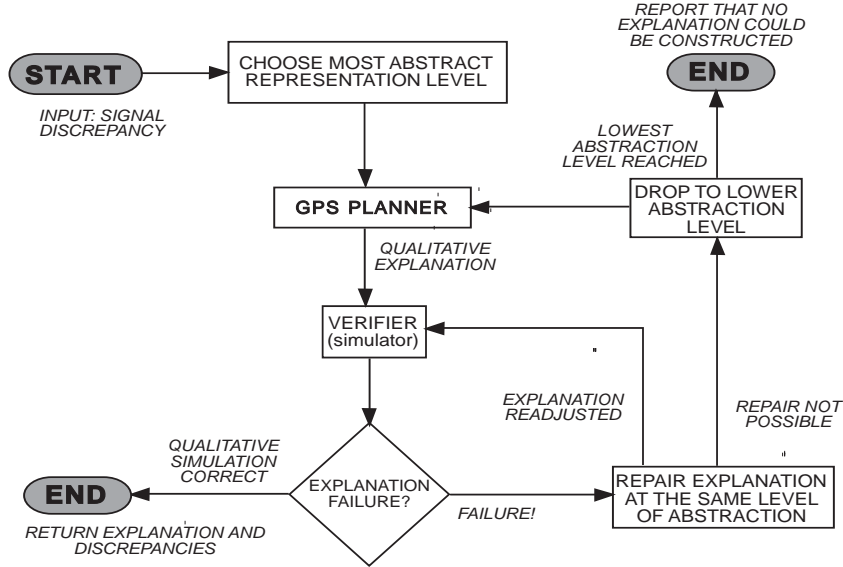 REPORT THAT NO
EXPLANATION COULD
BE CONSTRUCTED
START
CHOOSE MOST ABSTRACT
REPRESENTATION LEVEL
END
INPUT: SIGNAL
DISCREPANCY
LOWEST
ABSTRACTION
LEVEL REACHED
GPS PLANNER
DROP TO LOWER
ABSTRACTION
LEVEL
QUALITATIVE
EXPLANATION
VERIFIER
(simulator)
EXPLANATION
READJUSTED
REPAIR NOT
POSSIBLE
QUALITATIVE
SIMULATION
CORRECT
END
EXPLANATION
FAILURE?
FAILURE!
REPAIR EXPLANATION
AT THE SAME LEVEL
OF ABSTRACTION
RETURN EXPLANATION AND
DISCREPANCIES